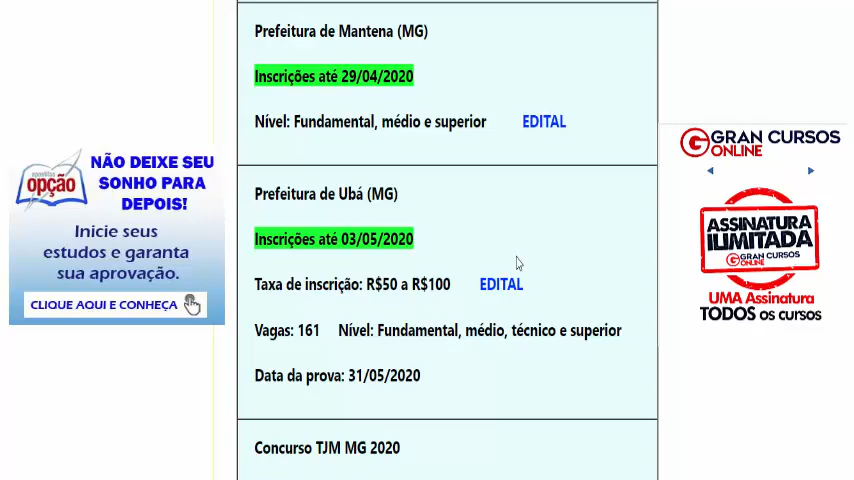 Prefeitura de Mantena (MG)
Inscrições até 29/04/2020
Nível: Fundamental, médio e superior EDITAL
Prefeitura de Ubá (MG)
Inscrições até 03/05/2020
Taxa de inscrição: R$50 a R$100 EDITAL
Vagas: 161 Nível: Fundamental, médio, técnico e superior
Data da prova: 31/05/2020
Concurso TJM MG 2020
apostilas
opção
NÃO DEIXE SEU
SONHO PARA
DEPOIS!
Inicie seus
estudos e garanta
sua aprovação.
CLIQUE AQUI E CONHEÇA
G GRAN CURSOS
ONLINE
ASSINATURA
ILIMITADA
G GRAN CURSOS
ONLINE
UMA Assinatura
TODOS os cursos